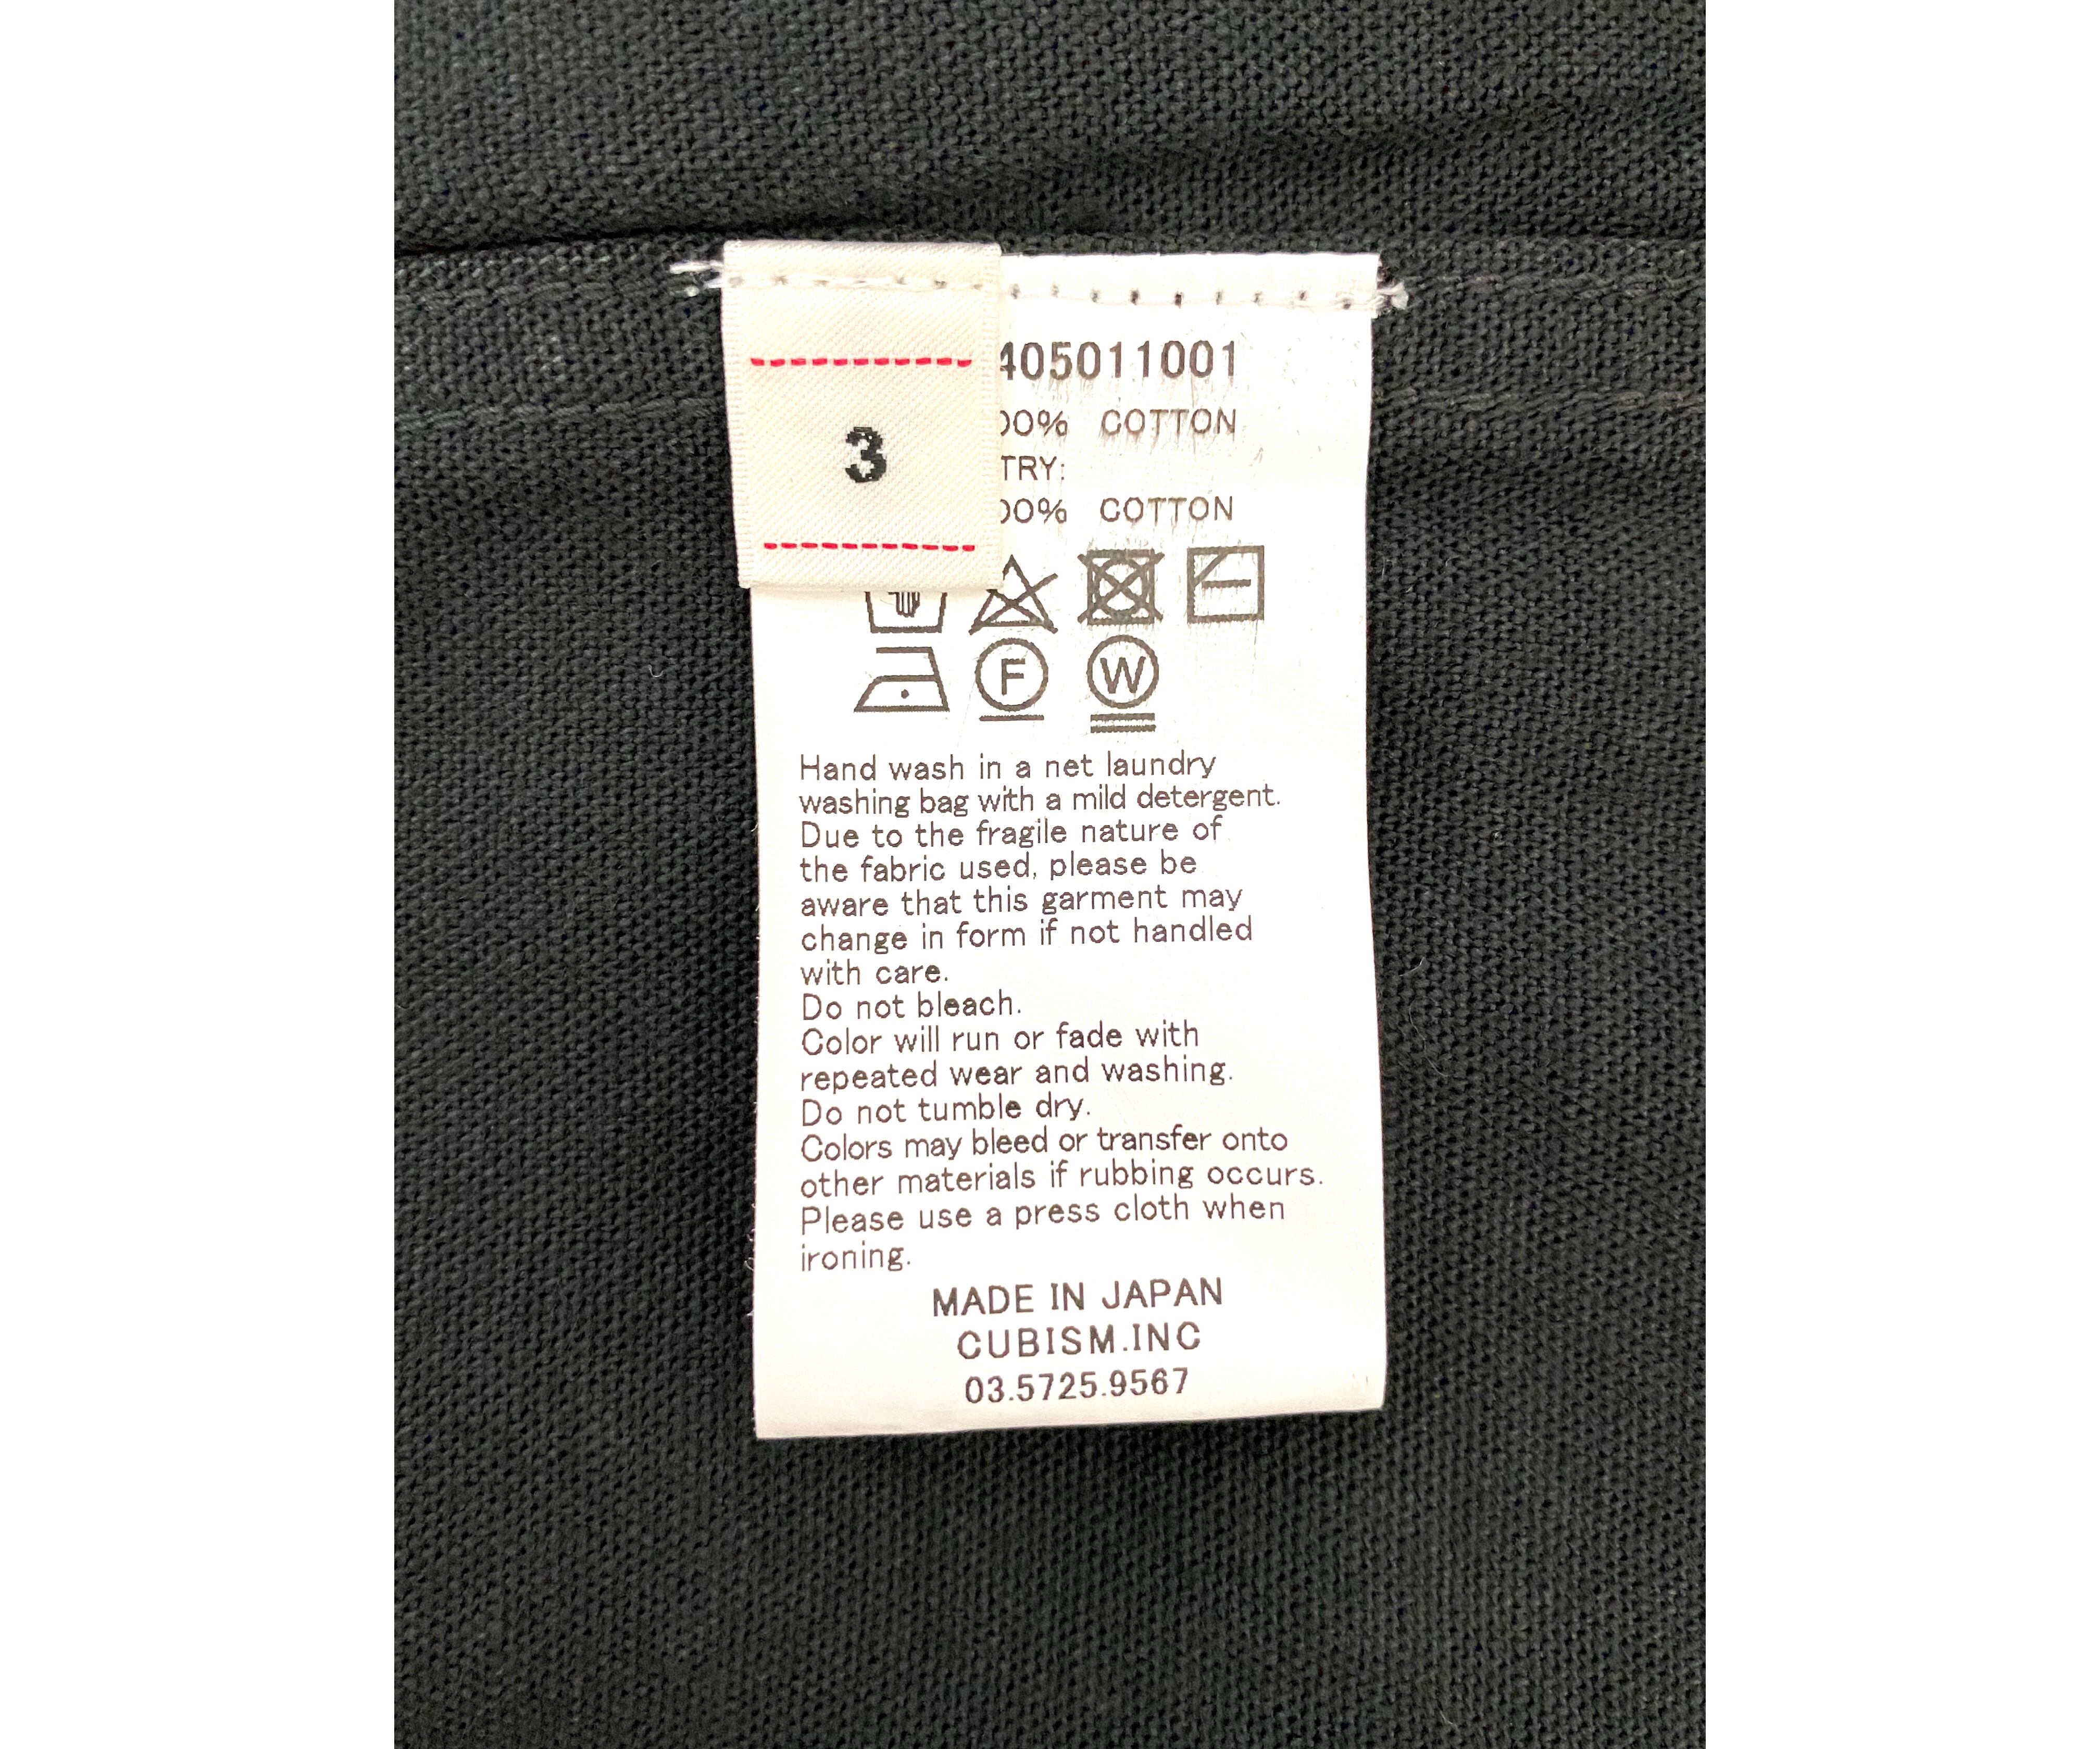 3
405011001
00% COTTON
TRY:
00% COTTON
F W
Hand wash in a net laundry
washing bag with a mild detergent.
Due to the fragile nature of
the fabric used, please be
aware that this garment may
change in form if not handled
with care.
Do not bleach.
Color will run or fade with
repeated wear and washing.
Do not tumble dry.
Colors may bleed or transfer onto
other materials if rubbing occurs.
Please use a press cloth when
ironing.
MADE IN JAPAN
CUBISM.INC
03.5725.9567